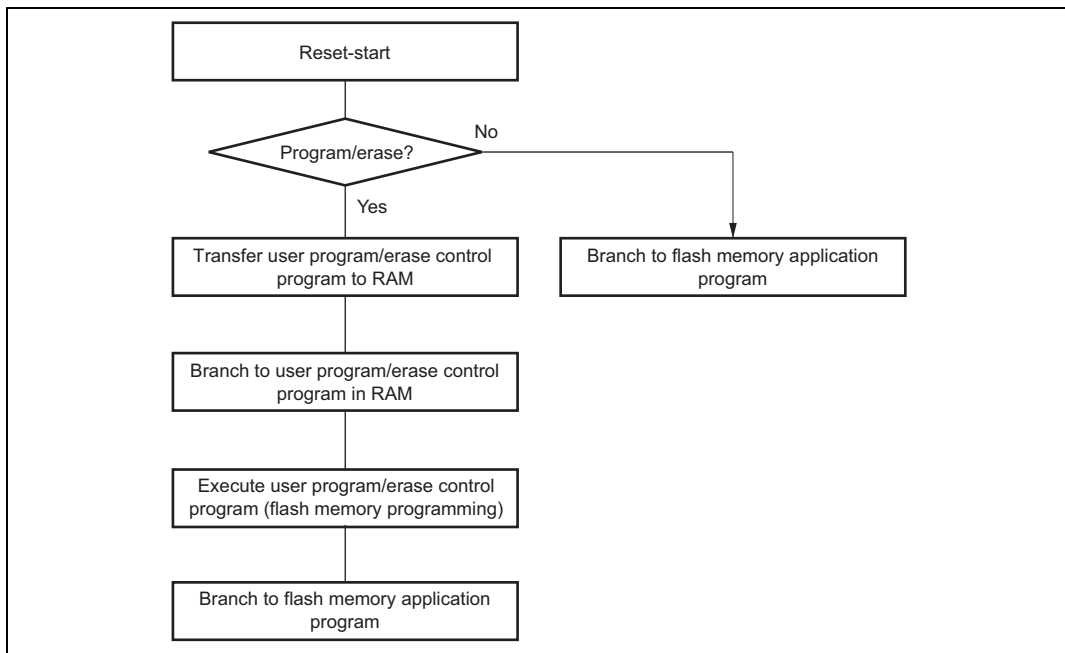 Reset-start
No
Program/erase?
Yes
Transfer user program/erase control
program to RAM
Branch to flash memory application
program
Branch to user program/erase control
program in RAM
Execute user program/erase control
program (flash memory programming)
Branch to flash memory application
program